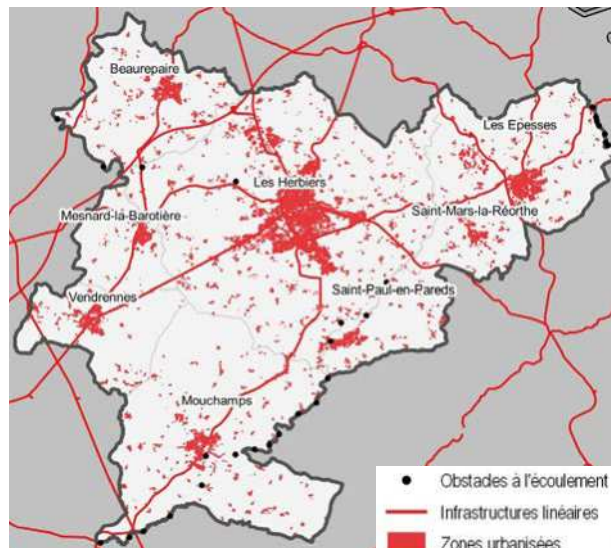 Beaurepaire
Les Epesses
Les Herbiers
Mesnard-la-Barotière
Saint-Mars-la-Réorthe
Saint-Paul-en-Pareds
Vendrennes
Mouchamps
Obstacles à l'écoulement
Infrastructures linéaires
Zones urbanisées